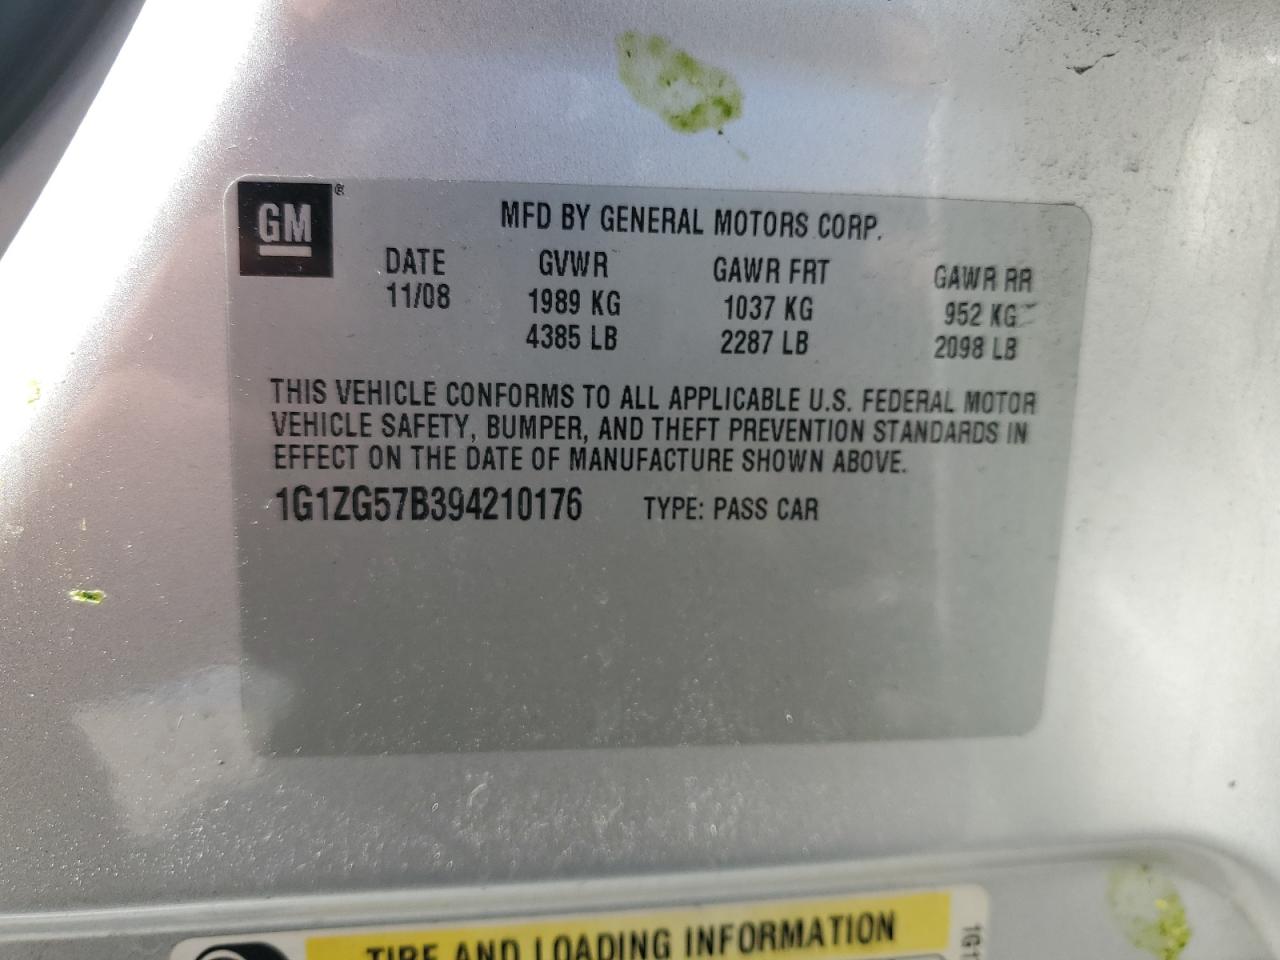 GM ®
MFD BY GENERAL MOTORS CORP.
DATE GVWR GAWR FRT GAWR RR
11/08 1989 KG 1037 KG 952 KG
4385 LB 2287 LB 2098 LB
THIS VEHICLE CONFORMS TO ALL APPLICABLE U.S. FEDERAL MOTOR
VEHICLE SAFETY, BUMPER, AND THEFT PREVENTION STANDARDS IN
EFFECT ON THE DATE OF MANUFACTURE SHOWN ABOVE.
1G1ZG57B394210176 TYPE: PASS CAR
TIRE AND LOADING INFORMATION